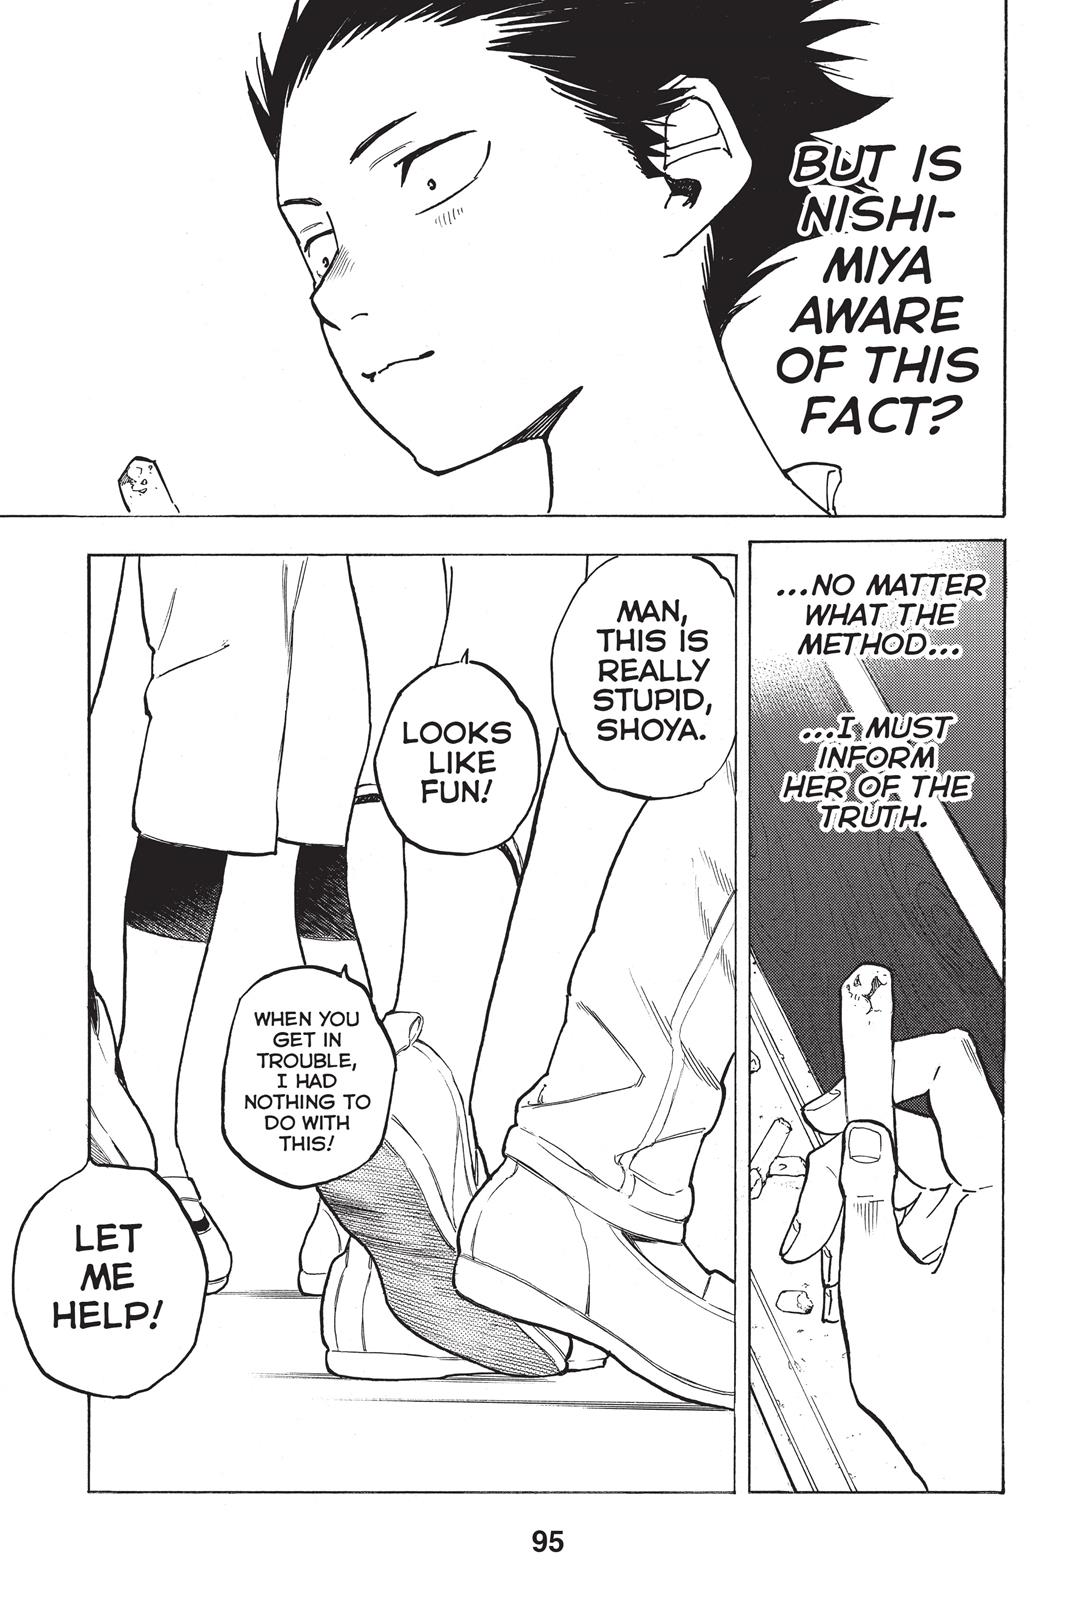 BUT IS
NISHI-
MIYA
AWARE
OF THIS
FACT?
...NO MATTER
WHAT THE
METHOD...
...I MUST
INFORM
HER OF THE
TRUTH.
MAN,
THIS IS
REALLY
STUPID,
SHOYA.
LOOKS
LIKE
FUN!
WHEN YOU
GET IN
TROUBLE,
I HAD
NOTHING TO
DO WITH
THIS!
LET
ME
HELP!
95